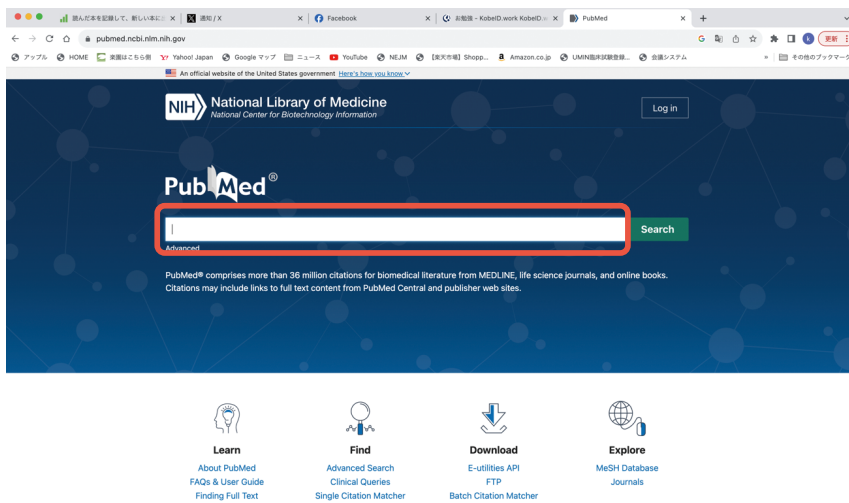 読んだ本を記録して、新しい本に出
通知 / X
Facebook
お勉強 - KobeID.work KobeID.w
PubMed
pubmed.ncbi.nlm.nih.gov
更新
アップル HOME 楽園はこちら側 Yahoo! Japan Google マップ ニュース YouTube NEJM 【楽天市場】Shopp... Amazon.co.jp UMIN臨床試験登録... 会議システム » その他のブックマーク
An official website of the United States government Here's how you know
NIH National Library of Medicine
National Center for Biotechnology Information
Log in
PubMed®
Search
Advanced
PubMed® comprises more than 36 million citations for biomedical literature from MEDLINE, life science journals, and online books.
Citations may include links to full text content from PubMed Central and publisher web sites.
Learn Find Download Explore
About PubMed Advanced Search E-utilities API MeSH Database
FAQs & User Guide Clinical Queries FTP Journals
Finding Full Text Single Citation Matcher Batch Citation Matcher